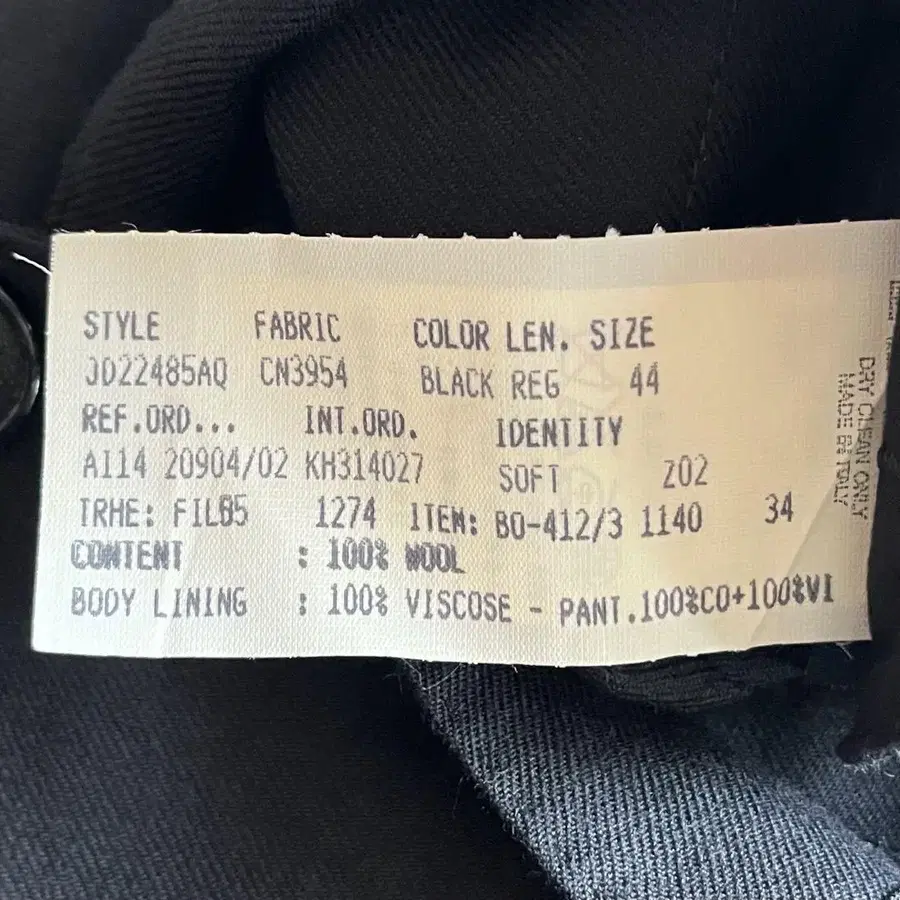 STYLE FABRIC COLOR LEN. SIZE
JD22485AQ CN3954 BLACK REG 44
REF.ORD... INT.ORD. IDENTITY
A114 20904/02 KH314027 SOFT Z02
1274 ITEM: BO-412/3 1140 34
CONTENT : 100% WOOL
BODY LINING : 100% VISCOSE - PANT.100%CO+100%VI
DRY CLEAN ONLY
MADE IN ITALY